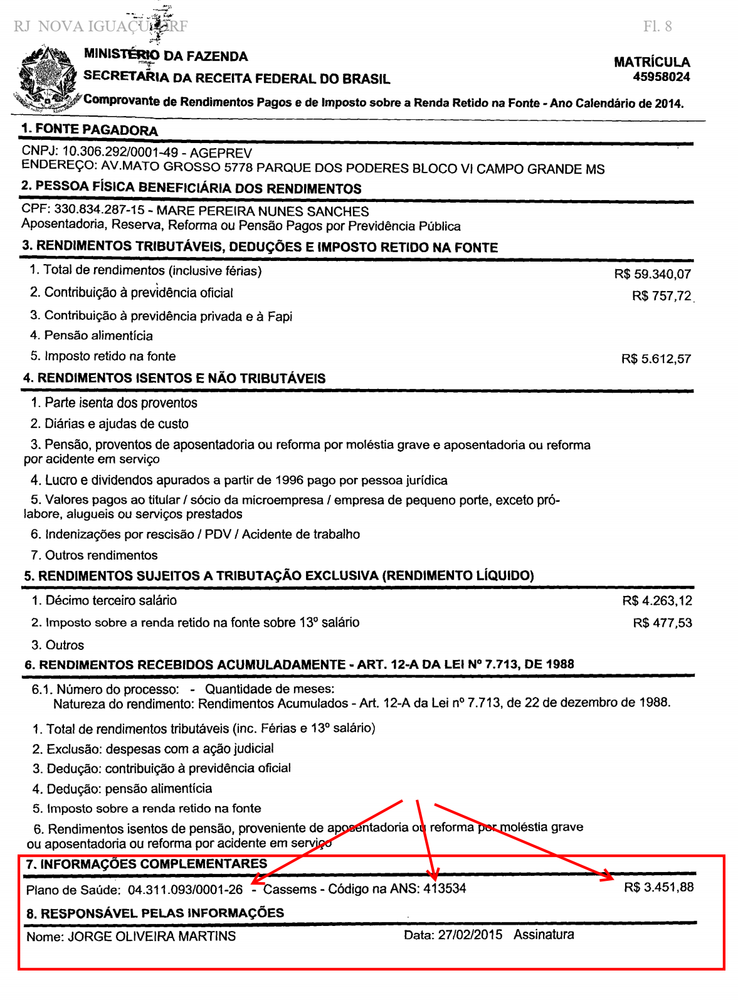 RJ NOVA IGUAÇU DRF Fl. 8
MINISTÉRIO DA FAZENDA
SECRETARIA DA RECEITA FEDERAL DO BRASIL
MATRÍCULA
45958024
Comprovante de Rendimentos Pagos e de Imposto sobre a Renda Retido na Fonte - Ano Calendário de 2014.
1. FONTE PAGADORA
CNPJ: 10.306.292/0001-49 - AGEPREV
ENDEREÇO: AV.MATO GROSSO 5778 PARQUE DOS PODERES BLOCO VI CAMPO GRANDE MS
2. PESSOA FÍSICA BENEFICIÁRIA DOS RENDIMENTOS
CPF: 330.834.287-15 - MARE PEREIRA NUNES SANCHES
Aposentadoria, Reserva, Reforma ou Pensão Pagos por Previdência Pública
3. RENDIMENTOS TRIBUTÁVEIS, DEDUÇÕES E IMPOSTO RETIDO NA FONTE
1. Total de rendimentos (inclusive férias) R$ 59.340,07
2. Contribuição à previdência oficial R$ 757,72
3. Contribuição à previdência privada e à Fapi
4. Pensão alimentícia
5. Imposto retido na fonte R$ 5.612,57
4. RENDIMENTOS ISENTOS E NÃO TRIBUTÁVEIS
1. Parte isenta dos proventos
2. Diárias e ajudas de custo
3. Pensão, proventos de aposentadoria ou reforma por moléstia grave e aposentadoria ou reforma
por acidente em serviço
4. Lucro e dividendos apurados a partir de 1996 pago por pessoa jurídica
5. Valores pagos ao titular / sócio da microempresa / empresa de pequeno porte, exceto pró-
labore, alugueis ou serviços prestados
6. Indenizações por rescisão / PDV / Acidente de trabalho
7. Outros rendimentos
5. RENDIMENTOS SUJEITOS A TRIBUTAÇÃO EXCLUSIVA (RENDIMENTO LÍQUIDO)
1. Décimo terceiro salário R$ 4.263,12
2. Imposto sobre a renda retido na fonte sobre 13º salário R$ 477,53
3. Outros
6. RENDIMENTOS RECEBIDOS ACUMULADAMENTE - ART. 12-A DA LEI Nº 7.713, DE 1988
6.1. Número do processo: - Quantidade de meses:
Natureza do rendimento: Rendimentos Acumulados - Art. 12-A da Lei nº 7.713, de 22 de dezembro de 1988.
1. Total de rendimentos tributáveis (inc. Férias e 13º salário)
2. Exclusão: despesas com a ação judicial
3. Dedução: contribuição à previdência oficial
4. Dedução: pensão alimentícia
5. Imposto sobre a renda retido na fonte
6. Rendimentos isentos de pensão, proveniente de aposentadoria ou reforma por moléstia grave
ou aposentadoria ou reforma por acidente em serviço
7. INFORMAÇÕES COMPLEMENTARES
Plano de Saúde: 04.311.093/0001-26 - Cassems - Código na ANS: 413534 R$ 3.451,88
8. RESPONSÁVEL PELAS INFORMAÇÕES
Nome: JORGE OLIVEIRA MARTINS Data: 27/02/2015 Assinatura